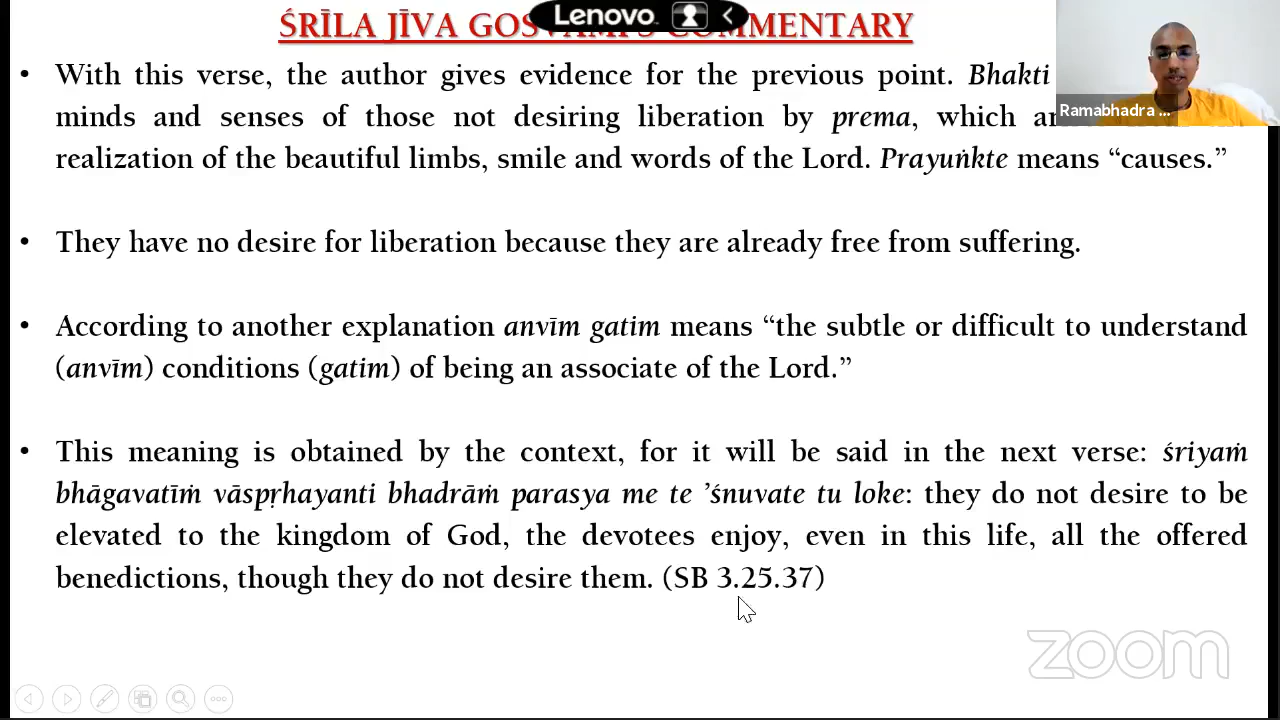 ŚRĪLA JĪVA GOSVĀMĪ'S COMMENTARY
Lenovo
• With this verse, the author gives evidence for the previous point. Bhakti
minds and senses of those not desiring liberation by prema, which
realization of the beautiful limbs, smile and words of the Lord. Prayuṅkte means “causes.”
Ramabhadra ...
• They have no desire for liberation because they are already free from suffering.
• According to another explanation anvīm gatim means “the subtle or difficult to understand
(anvīm) conditions (gatim) of being an associate of the Lord.”
• This meaning is obtained by the context, for it will be said in the next verse: śriyaṁ
bhāgavatīṁ vāspṛhayanti bhadrāṁ parasya me te ’śnuvate tu loke: they do not desire to be
elevated to the kingdom of God, the devotees enjoy, even in this life, all the offered
benedictions, though they do not desire them. (SB 3.25.37)
zoom